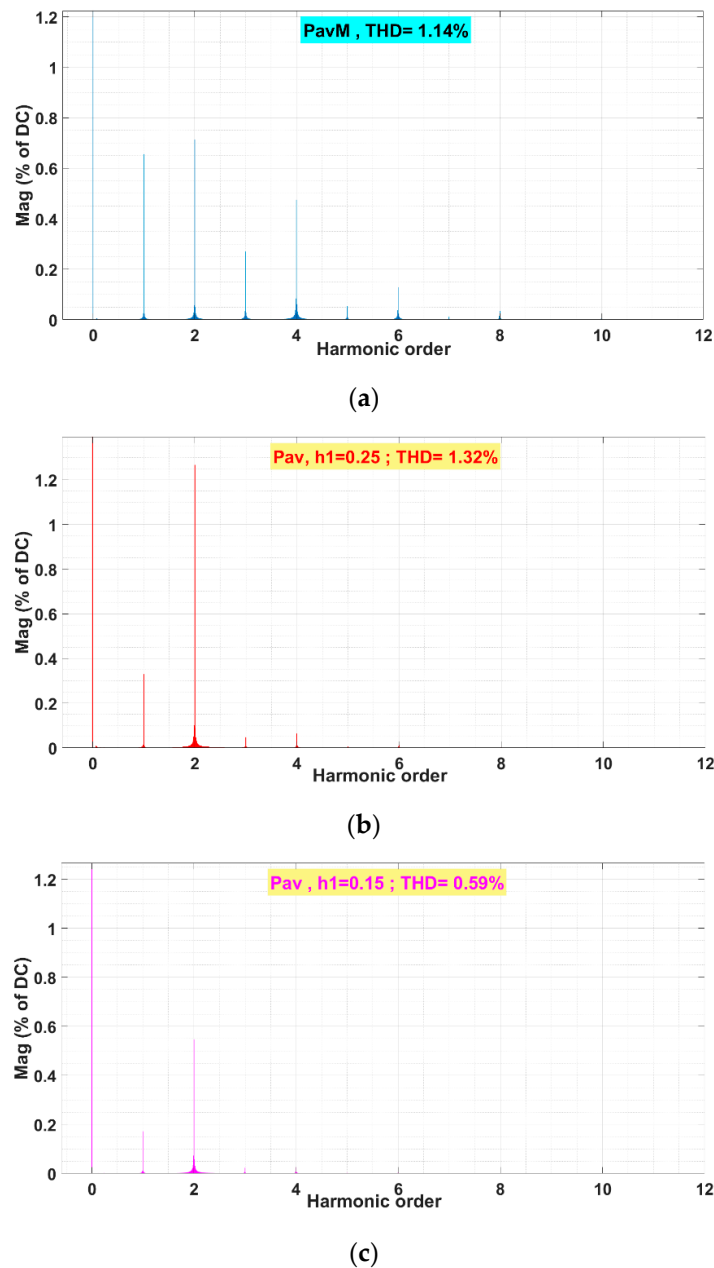 PavM , THD= 1.14%
Mag (% of DC)
1.2
1
0.8
0.6
0.4
0.2
0
0 2 4 6 8 10 12
Harmonic order
(a)
Pav, h1=0.25 ; THD= 1.32%
Mag (% of DC)
1.2
1
0.8
0.6
0.4
0.2
0
0 2 4 6 8 10 12
Harmonic order
(b)
Pav , h1=0.15 ; THD= 0.59%
Mag (% of DC)
1.2
1
0.8
0.6
0.4
0.2
0
0 2 4 6 8 10 12
Harmonic order
(c)